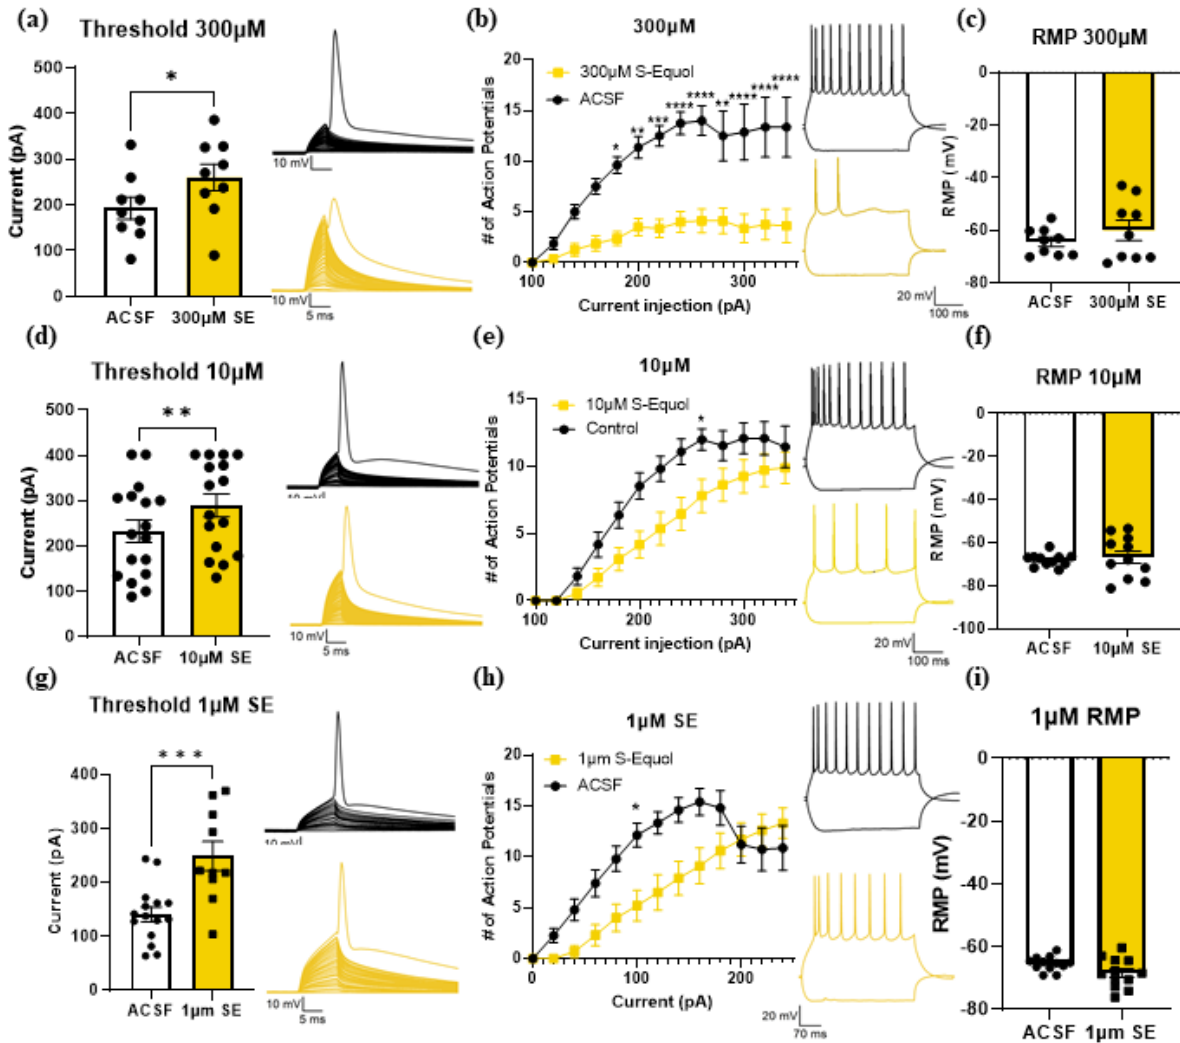 (a)
Threshold 300µM
*
500
400
300
200
100
0
Current (pA)
ACSF
300µM SE
10 mV
10 mV
5 ms
(b)
300µM
300µM S-Equol
ACSF
20
15
10
5
0
# of Action Potentials
* ** *** **** **** ** **** **** ****
100
200
300
Current injection (pA)
20 mV
100 ms
(c)
RMP 300µM
0
-20
-40
-60
-80
RMP (mV)
ACSF
300µM SE
(d)
Threshold 10µM
**
500
400
300
200
100
0
Current (pA)
ACSF
10µM SE
10 mV
10 mV
5 ms
(e)
10µM
10µM S-Equol
Control
15
10
5
0
# of Action Potentials
*
100
200
300
Current injection (pA)
20 mV
100 ms
(f)
RMP 10µM
0
-20
-40
-60
-80
-100
RMP (mV)
ACSF
10µM SE
(g)
Threshold 1µM SE
***
400
300
200
100
0
Current (pA)
ACSF
1µm SE
10 mV
10 mV
5 ms
(h)
1µM SE
1µm S-Equol
ACSF
20
15
10
5
0
# of Action Potentials
*
0
100
200
Current (pA)
20 mV
70 ms
(i)
1µM RMP
0
-20
-40
-60
-80
RMP (mV)
ACSF
1µm SE